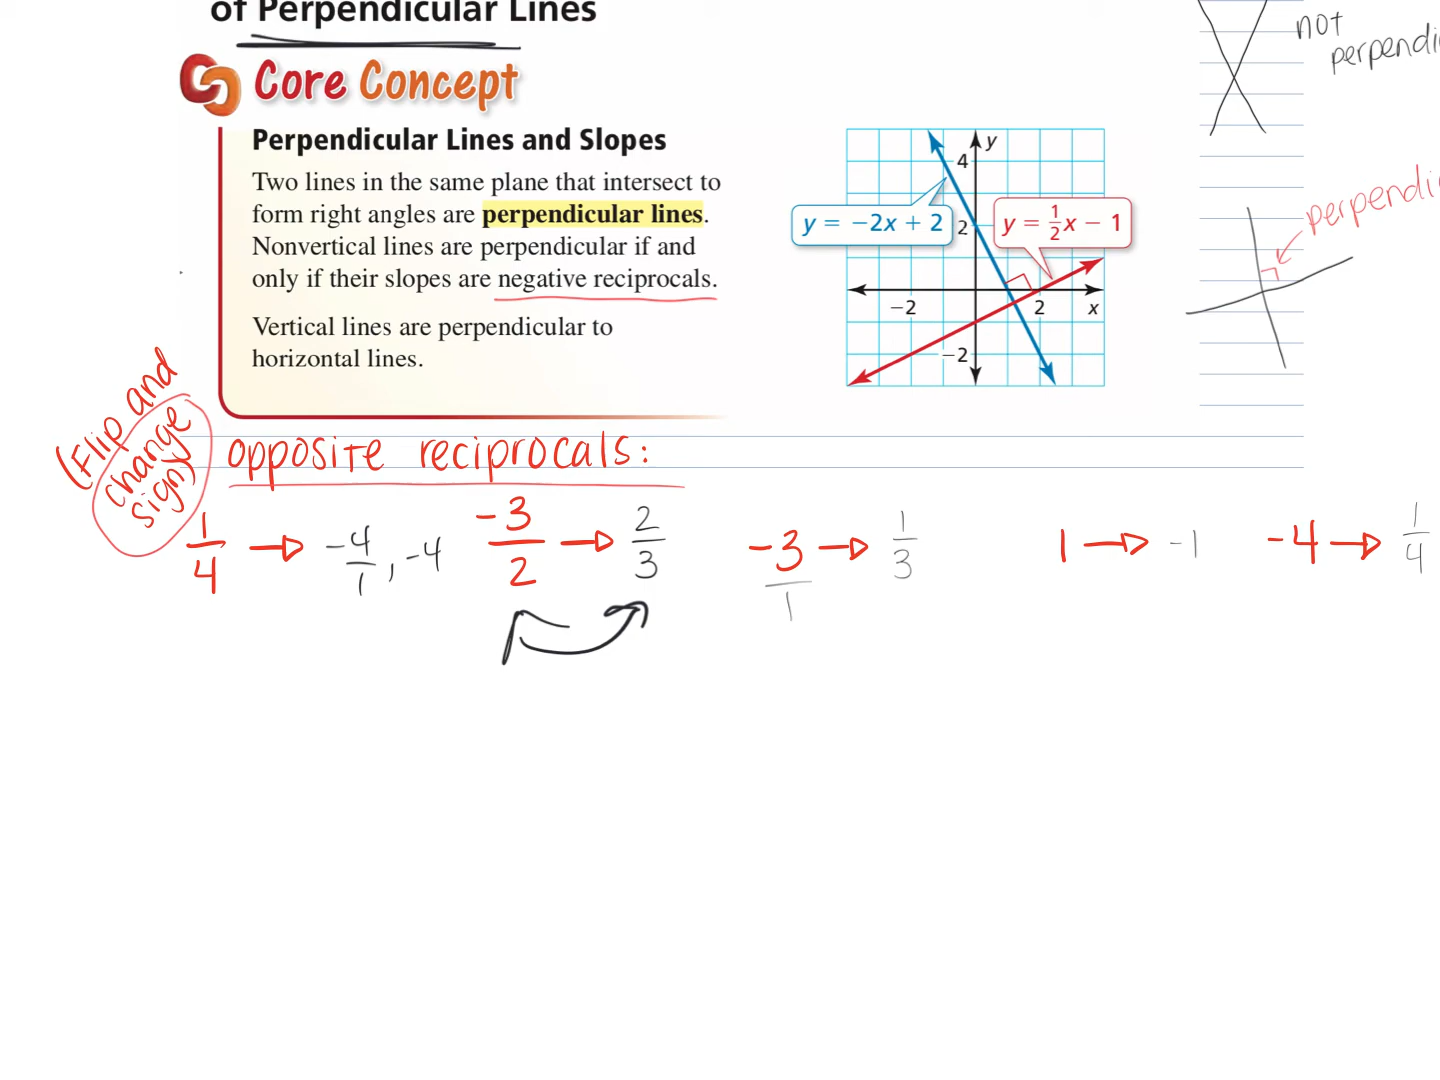 of Perpendicular Lines
Core Concept
Perpendicular Lines and Slopes
Two lines in the same plane that intersect to
form right angles are perpendicular lines.
Nonvertical lines are perpendicular if and
only if their slopes are negative reciprocals.
Vertical lines are perpendicular to
horizontal lines.
y
4
y = −2x + 2
2
y = 1/2 x − 1
−2
2
x
−2
not
perpendi
perpendi
(Flip and
change
sign)
opposite reciprocals:
1/4 → -4/1, -4
-3/2 → 2/3
-3/1 → 1/3
1 → -1
-4 → 1/4